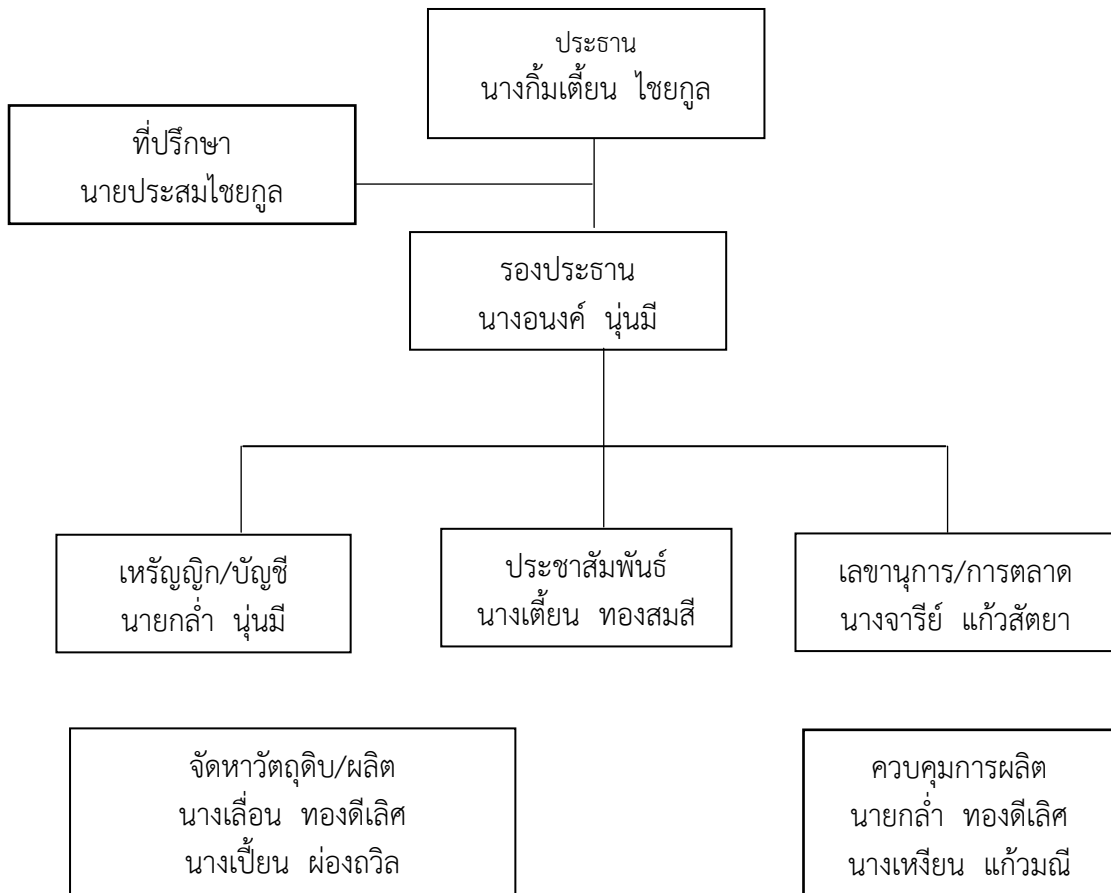 ประธาน
นางกิ้มเตี้ยน ไชยกูล
ที่ปรึกษา
นายประสมไชยกูล
รองประธาน
นางอนงค์ นุ่นมี
เหรัญญิก/บัญชี
นายกล่ำ นุ่นมี
ประชาสัมพันธ์
นางเตี้ยน ทองสมสี
เลขานุการ/การตลาด
นางจารีย์ แก้วสัตยา
จัดหาวัตถุดิบ/ผลิต
นางเลื่อน ทองดีเลิศ
นางเปี้ยน ผ่องถวิล
ควบคุมการผลิต
นายกล่ำ ทองดีเลิศ
นางเหงียน แก้วมณี